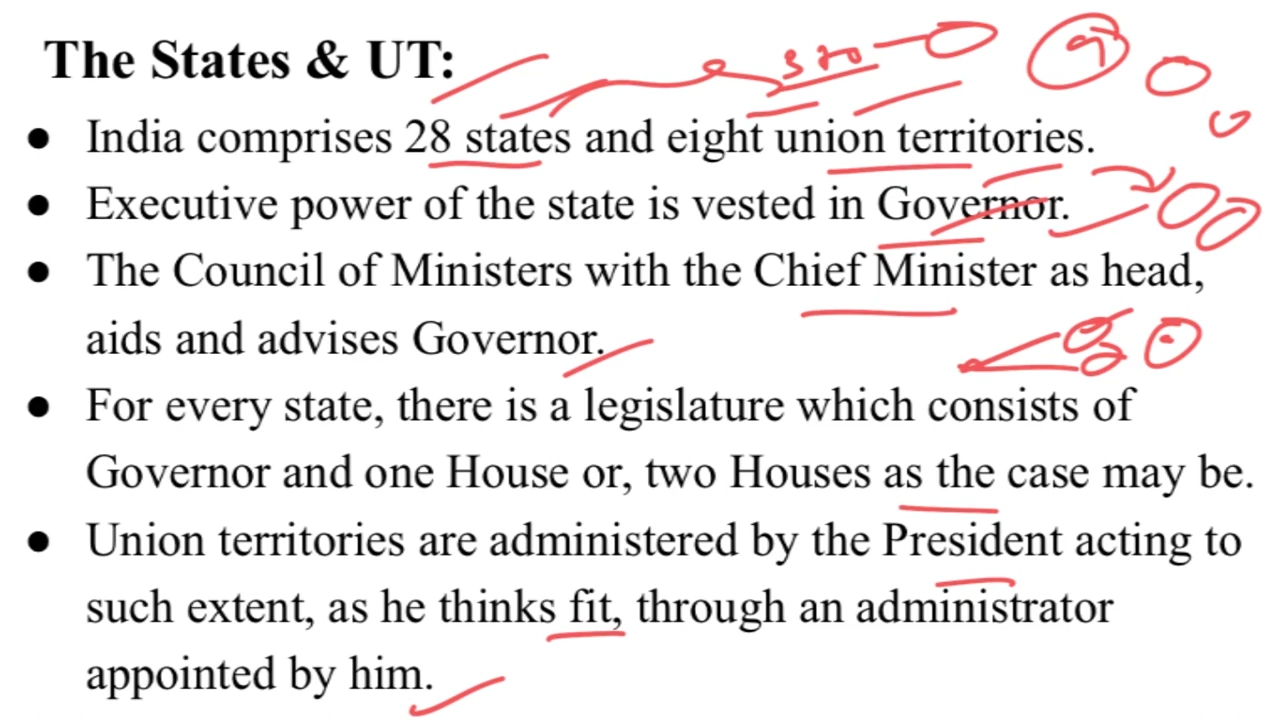 The States & UT:
370
9
● India comprises 28 states and eight union territories.
● Executive power of the state is vested in Governor.
● The Council of Ministers with the Chief Minister as head,
aids and advises Governor.
● For every state, there is a legislature which consists of
Governor and one House or, two Houses as the case may be.
● Union territories are administered by the President acting to
such extent, as he thinks fit, through an administrator
appointed by him.